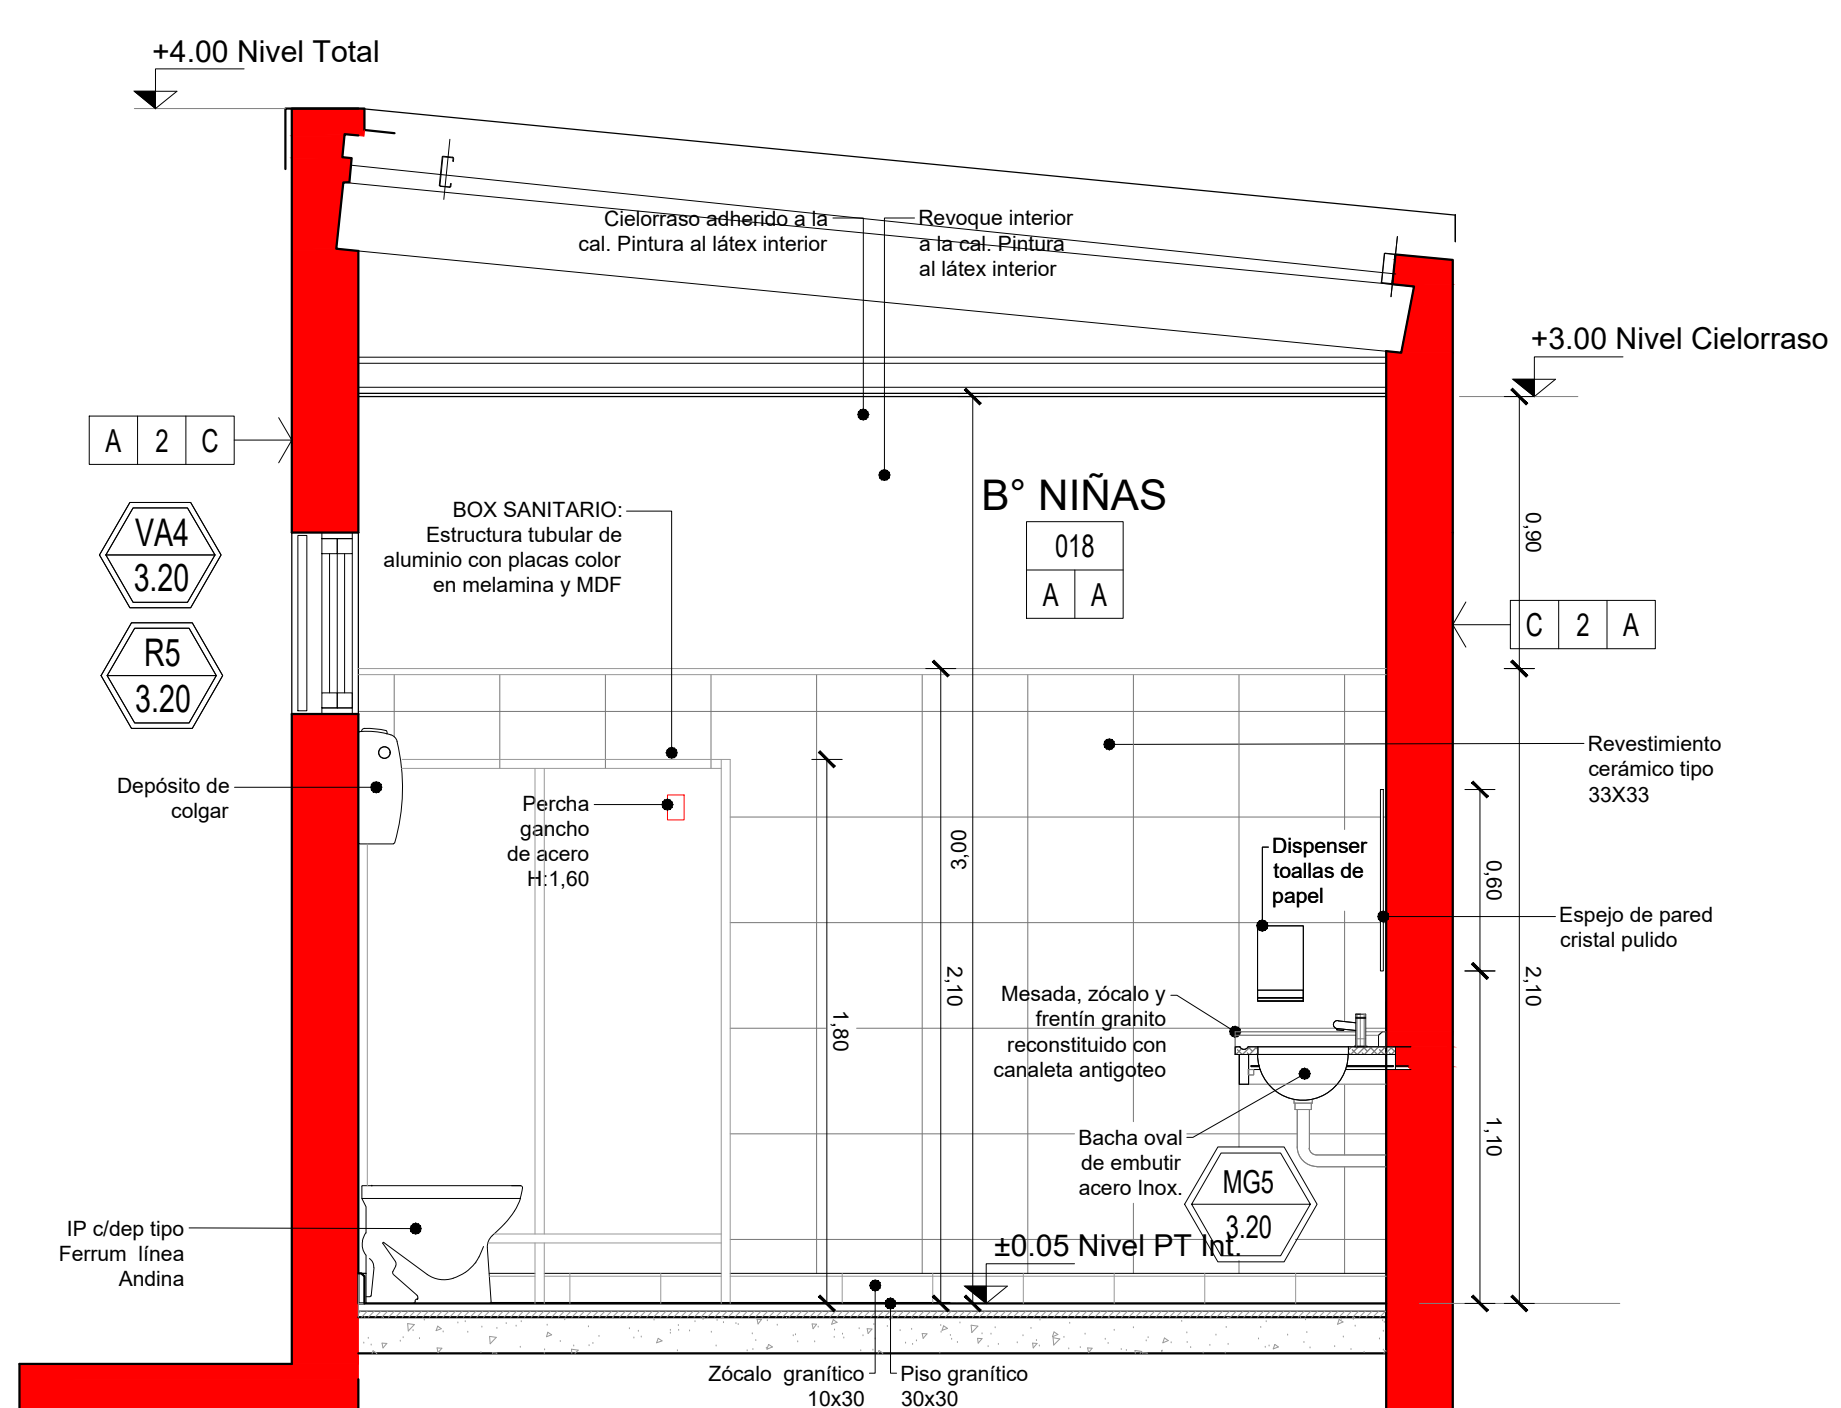 +4.00 Nivel Total
Cielorraso adherido a la
cal. Pintura al látex interior
Revoque interior
a la cal. Pintura
al látex interior
+3.00 Nivel Cielorraso
A 2 C
VA4
3.20
R5
3.20
BOX SANITARIO:
Estructura tubular de
aluminio con placas color
en melamina y MDF
B° NIÑAS
018
A A
0,90
C 2 A
Depósito de
colgar
Percha
gancho
de acero
H:1,60
3,00
2,10
1,80
Dispenser
toallas de
papel
Revestimiento
cerámico tipo
33X33
0,60
Espejo de pared
cristal pulido
2,10
Mesada, zócalo y
frentín granito
reconstituido con
canaleta antigoteo
1,10
Bacha oval
de embutir
acero Inox.
MG5
3.20
IP c/dep tipo
Ferrum línea
Andina
±0.05 Nivel PT Int.
Zócalo granítico
10x30
Piso granítico
30x30